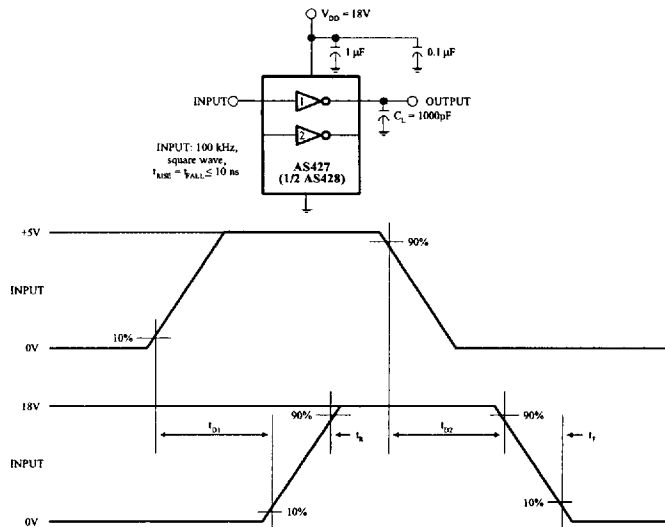 V_DD = 18V
1 µF
0.1 µF
INPUT
1
OUTPUT
C_L = 1000pF
2
INPUT: 100 kHz,
square wave,
t_RISE = t_FALL ≤ 10 ns
AS427
(1/2 AS428)
+5V
90%
INPUT
10%
0V
18V
90%
90%
t_D1
t_R
t_D2
t_F
INPUT
10%
10%
0V